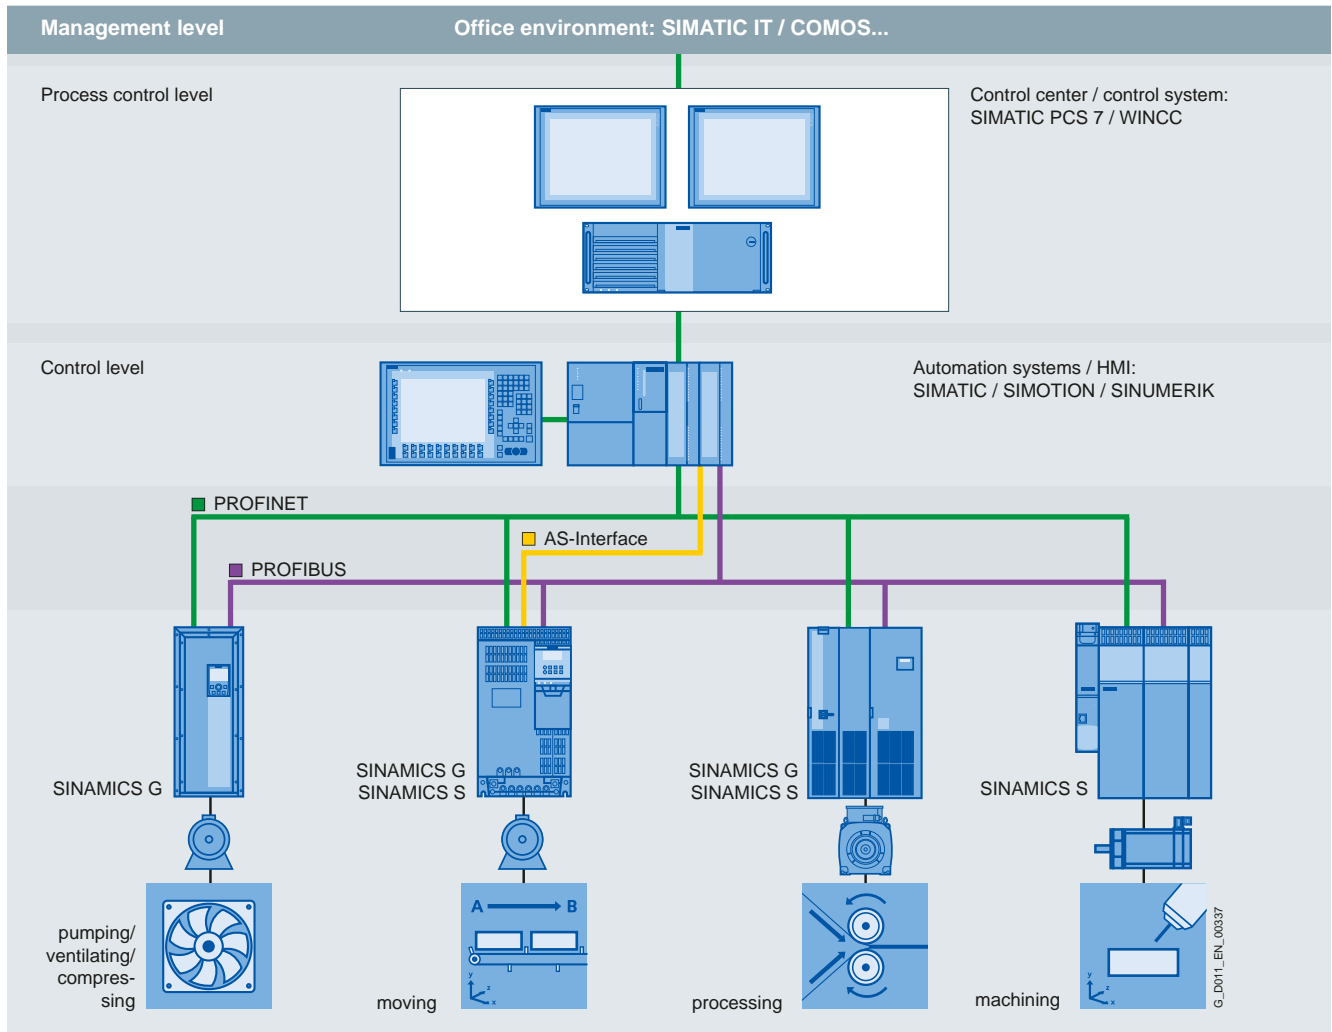 Management level
Office environment: SIMATIC IT / COMOS...
Process control level
Control center / control system:
SIMATIC PCS 7 / WINCC
Control level
Automation systems / HMI:
SIMATIC / SIMOTION / SINUMERIK
PROFINET
AS-Interface
PROFIBUS
SINAMICS G
SINAMICS G
SINAMICS S
SINAMICS G
SINAMICS S
SINAMICS S
pumping/
ventilating/
compres-
sing
A B
y
z
x
moving
processing
y
z
x
machining
G_D011_EN_00337